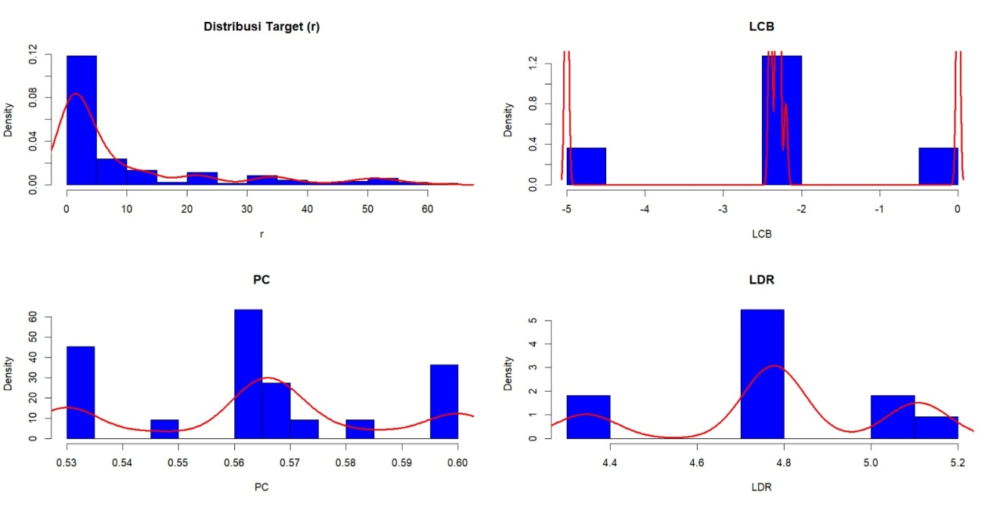 Distribusi Target (r)
Density
0.00
0.04
0.08
0.12
0 10 20 30 40 50 60
r
LCB
Density
0.0
0.4
0.8
1.2
-5 -4 -3 -2 -1 0
LCB
PC
Density
0 10 20 30 40 50 60
0.53 0.54 0.55 0.56 0.57 0.58 0.59 0.60
PC
LDR
Density
0 1 2 3 4 5
4.4 4.6 4.8 5.0 5.2
LDR